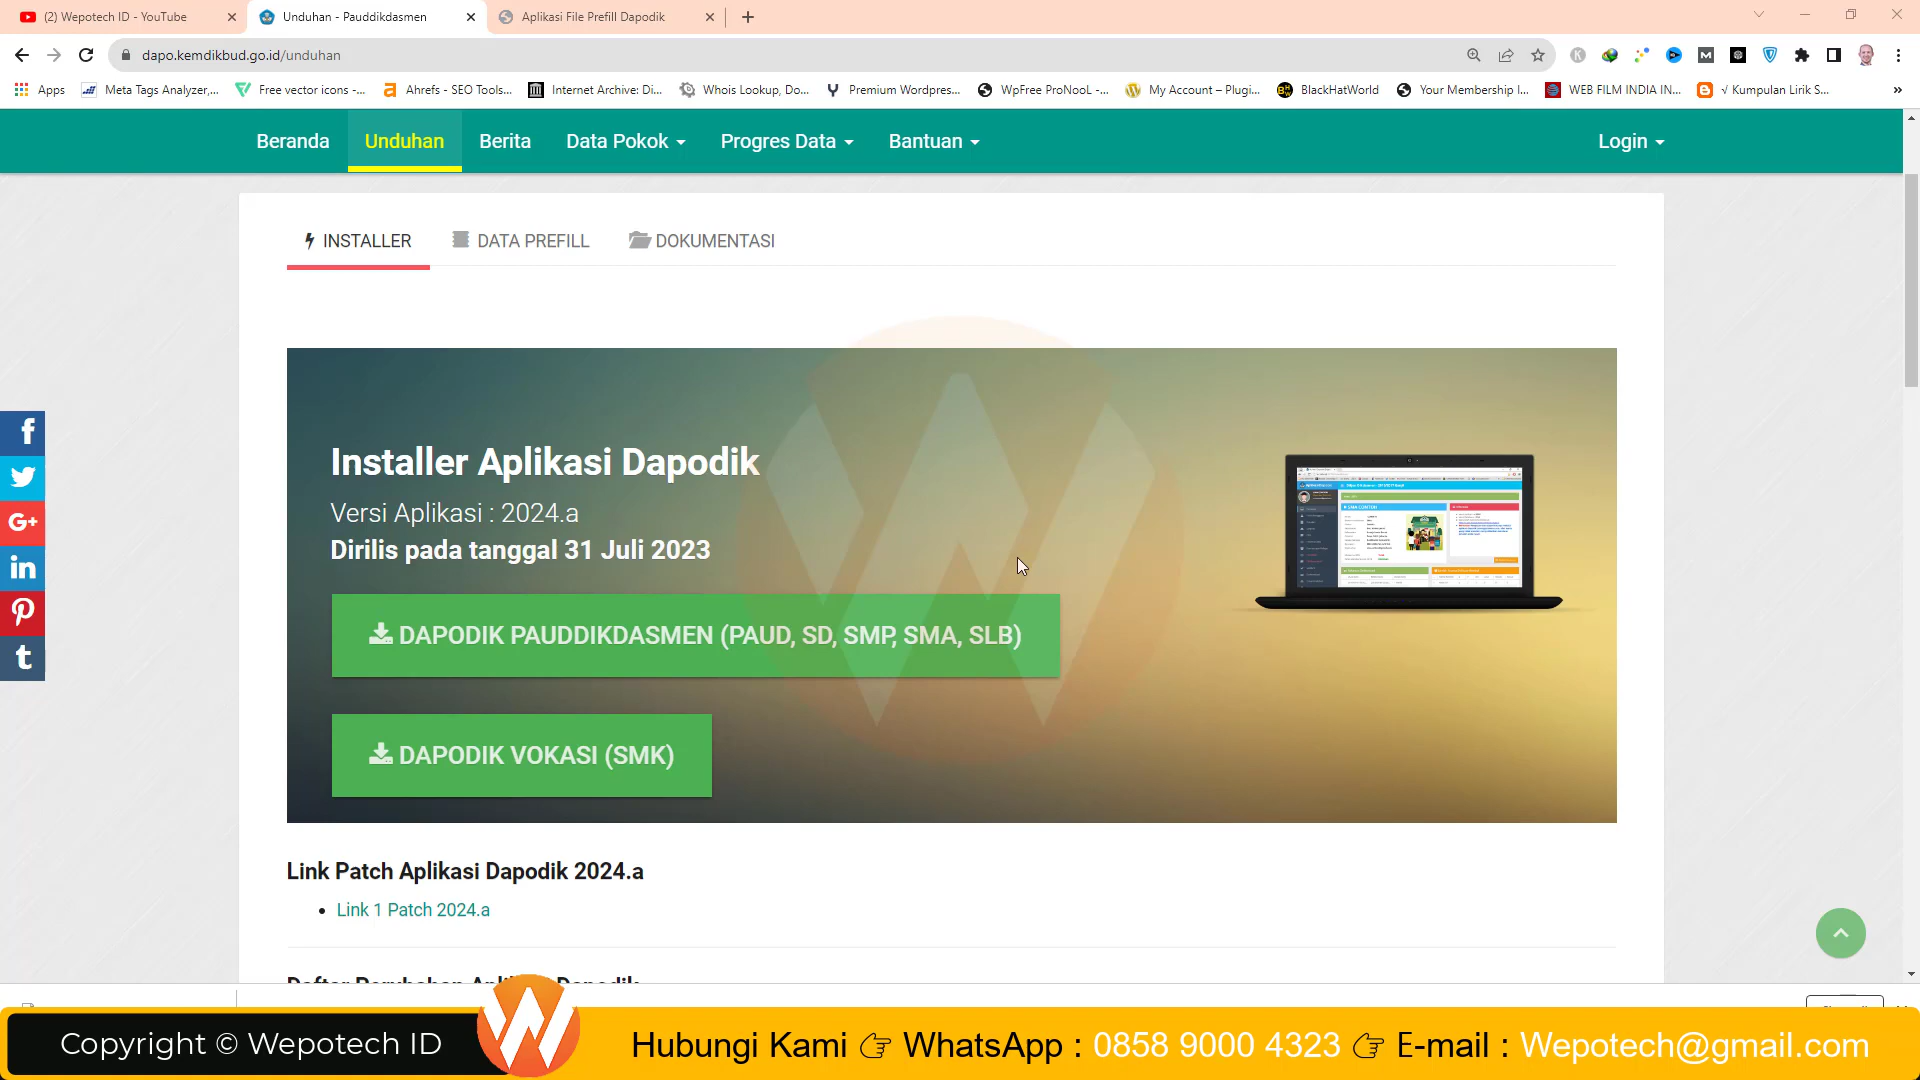 (2) Wepotech ID - YouTube
Unduhan - Pauddikdasmen
Aplikasi File Prefill Dapodik
dapo.kemdikbud.go.id/unduhan
Apps
Meta Tags Analyzer,...
Free vector icons -...
Ahrefs - SEO Tools...
Internet Archive: Di...
Whois Lookup, Do...
Premium Wordpres...
WpFree ProNooL -...
My Account – Plugi...
BlackHatWorld
Your Membership I...
WEB FILM INDIA IN...
√ Kumpulan Lirik S...
Beranda
Unduhan
Berita
Data Pokok
Progres Data
Bantuan
Login
INSTALLER
DATA PREFILL
DOKUMENTASI
Installer Aplikasi Dapodik
Versi Aplikasi : 2024.a
Dirilis pada tanggal 31 Juli 2023
DAPODIK PAUDDIKDASMEN (PAUD, SD, SMP, SMA, SLB)
DAPODIK VOKASI (SMK)
Link Patch Aplikasi Dapodik 2024.a
Link 1 Patch 2024.a
Copyright © Wepotech ID
Hubungi Kami 👉 WhatsApp : 0858 9000 4323 👉 E-mail : Wepotech@gmail.com